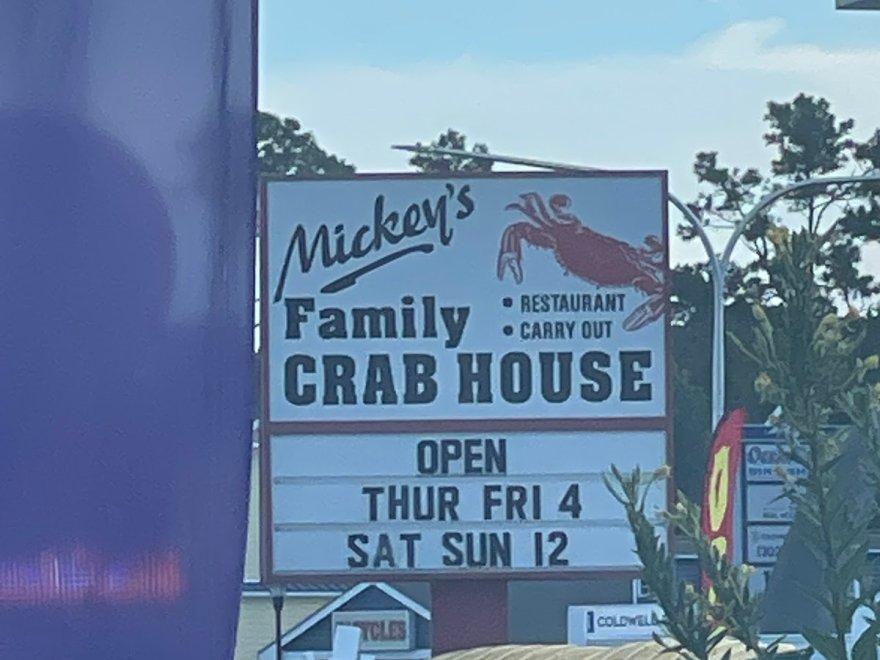 Mickey's
Family
• RESTAURANT
• CARRY OUT
CRAB HOUSE
OPEN
THUR FRI 4
SAT SUN 12
COLDWELL